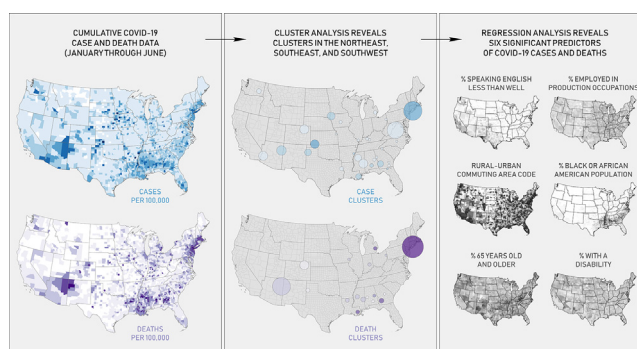 CUMULATIVE COVID-19
CASE AND DEATH DATA
(JANUARY THROUGH JUNE)
CASES
PER 100,000
DEATHS
PER 100,000
CLUSTER ANALYSIS REVEALS
CLUSTERS IN THE NORTHEAST,
SOUTHEAST, AND SOUTHWEST
CASE
CLUSTERS
DEATH
CLUSTERS
REGRESSION ANALYSIS REVEALS
SIX SIGNIFICANT PREDICTORS
OF COVID-19 CASES AND DEATHS
% SPEAKING ENGLISH
LESS THAN WELL
% EMPLOYED IN
PRODUCTION OCCUPATIONS
RURAL-URBAN
COMMUTING AREA CODE
% BLACK OR AFRICAN
AMERICAN POPULATION
% 65 YEARS OLD
AND OLDER
% WITH A
DISABILITY